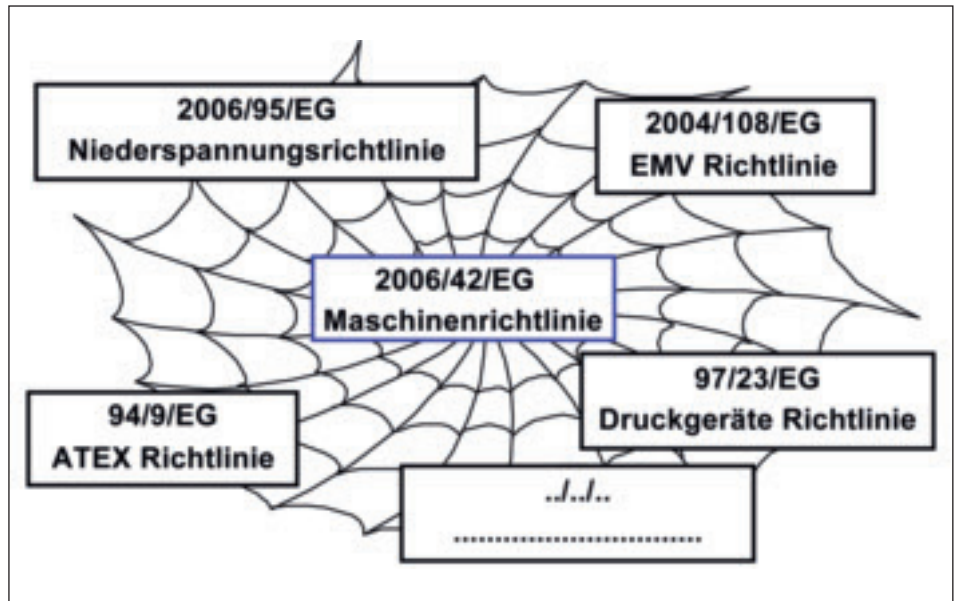 2006/95/EG
Niederspannungsrichtlinie
2004/108/EG
EMV Richtlinie
2006/42/EG
Maschinenrichtlinie
97/23/EG
Druckgeräte Richtlinie
94/9/EG
ATEX Richtlinie
../../..
..............................